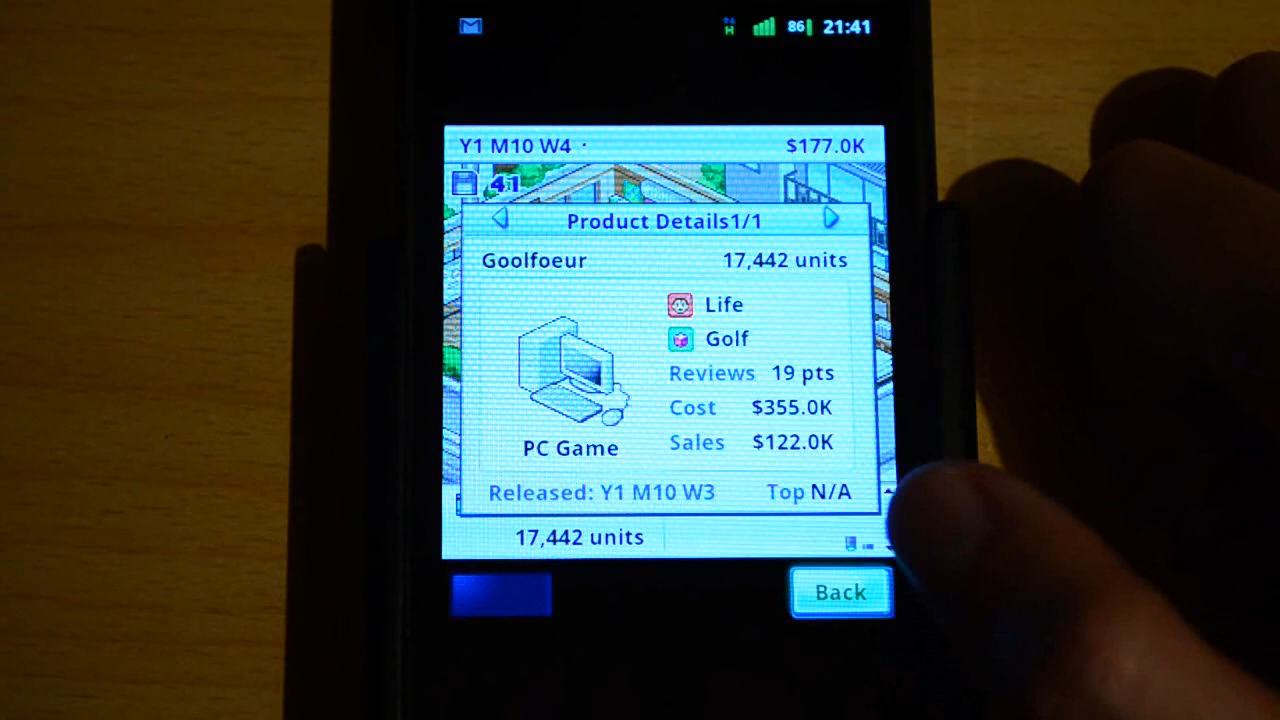 H 86 21:41
Y1 M10 W4 $177.0K
41
Product Details1/1
Goolfoeur 17,442 units
Life
Golf
Reviews 19 pts
Cost $355.0K
Sales $122.0K
PC Game
Released: Y1 M10 W3 Top N/A
17,442 units
Back